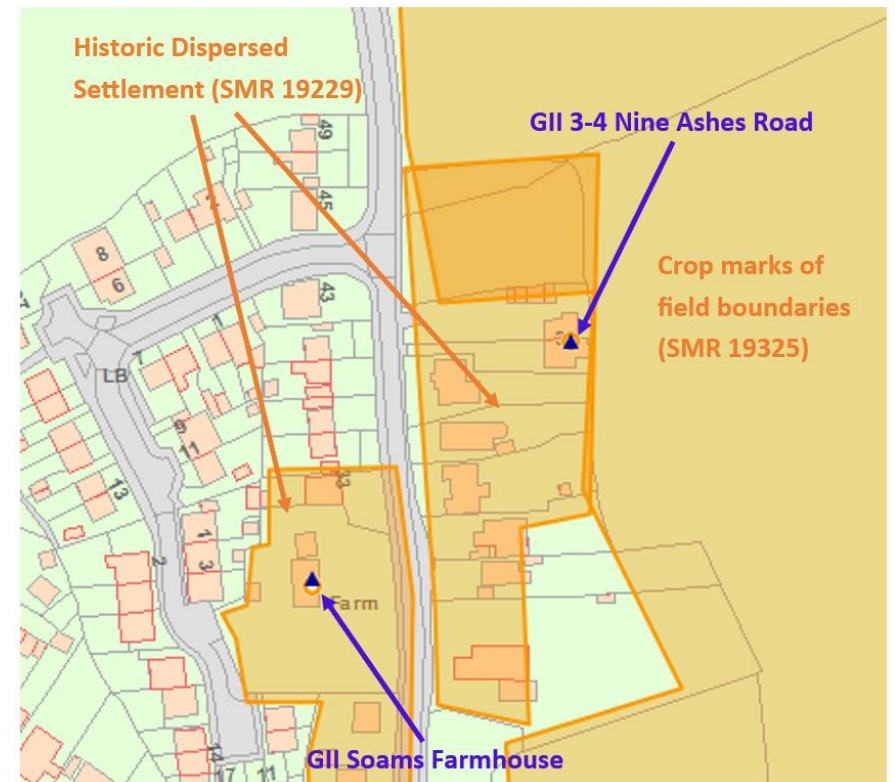 Historic Dispersed
Settlement (SMR 19229)
GII 3-4 Nine Ashes Road
49
45
8
6
Crop marks of
field boundaries
(SMR 19325)
43
1
7
LB
9
11
33
13
1
3
2
Farm
GII Soams Farmhouse
14
17
11